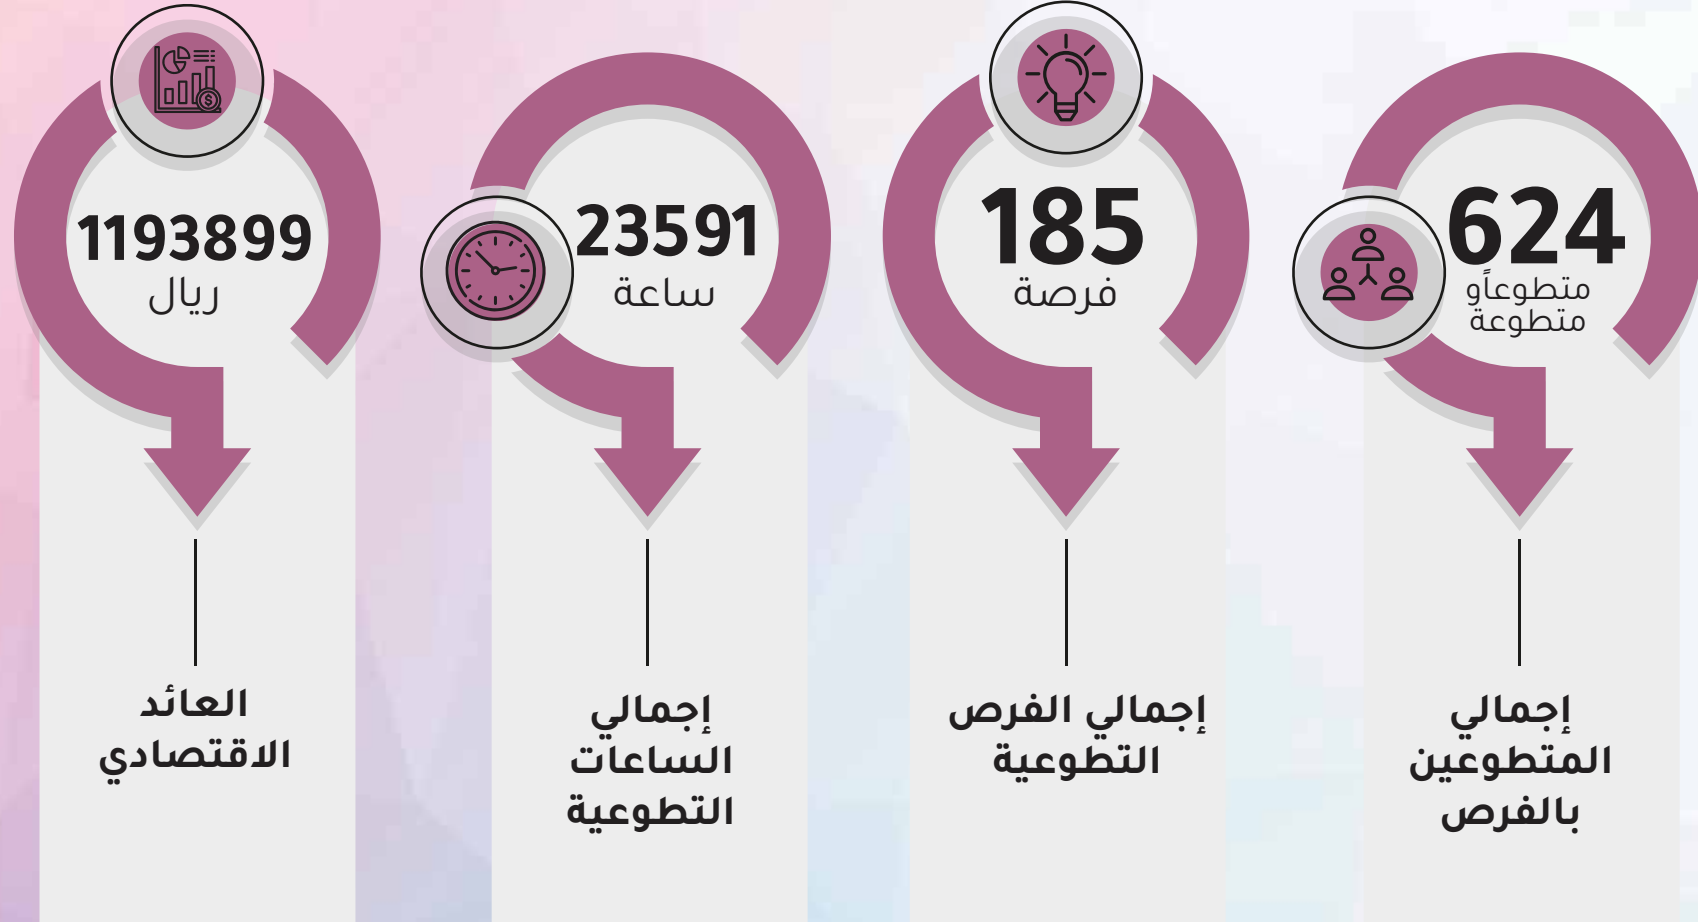 624
متطوعاًو
متطوعة
إجمالي
المتطوعين
بالفرص
185
فرصة
إجمالي الفرص
التطوعية
23591
ساعة
إجمالي
الساعات
التطوعية
1193899
ريال
العائد
الاقتصادي